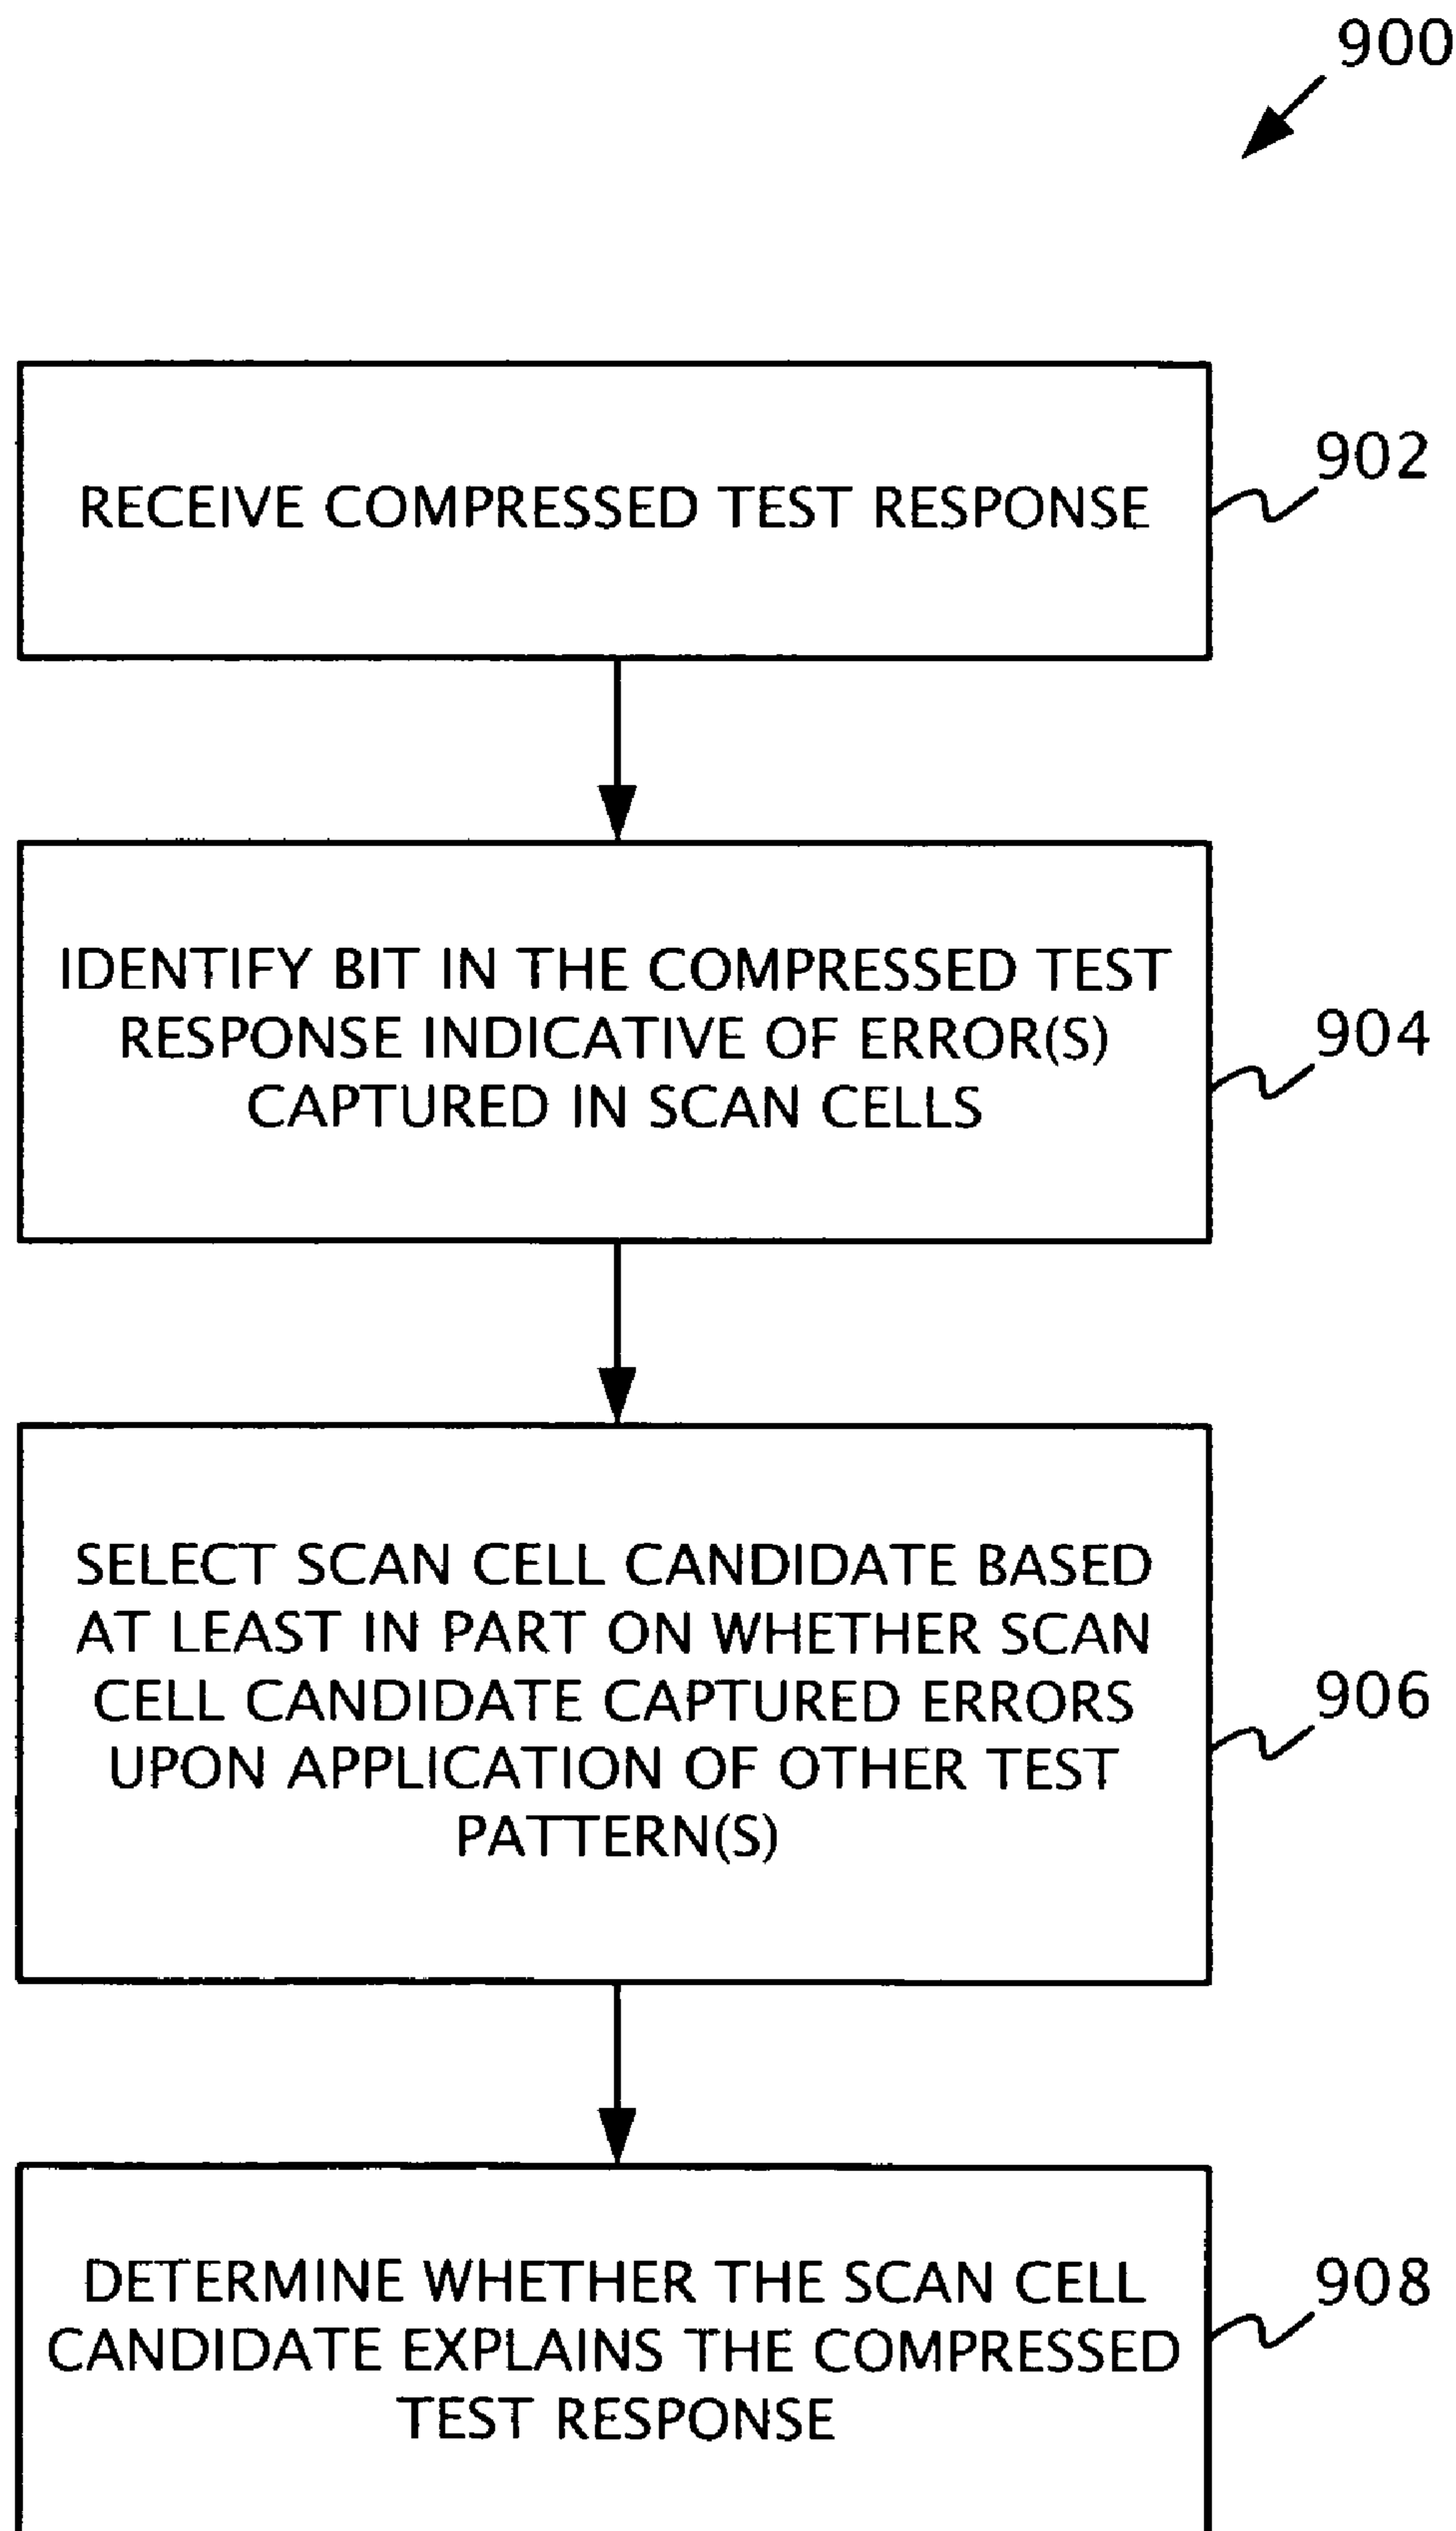 900
RECEIVE COMPRESSED TEST RESPONSE
902
IDENTIFY BIT IN THE COMPRESSED TEST
RESPONSE INDICATIVE OF ERROR(S)
CAPTURED IN SCAN CELLS
904
SELECT SCAN CELL CANDIDATE BASED
AT LEAST IN PART ON WHETHER SCAN
CELL CANDIDATE CAPTURED ERRORS
UPON APPLICATION OF OTHER TEST
PATTERN(S)
906
DETERMINE WHETHER THE SCAN CELL
CANDIDATE EXPLAINS THE COMPRESSED
TEST RESPONSE
908